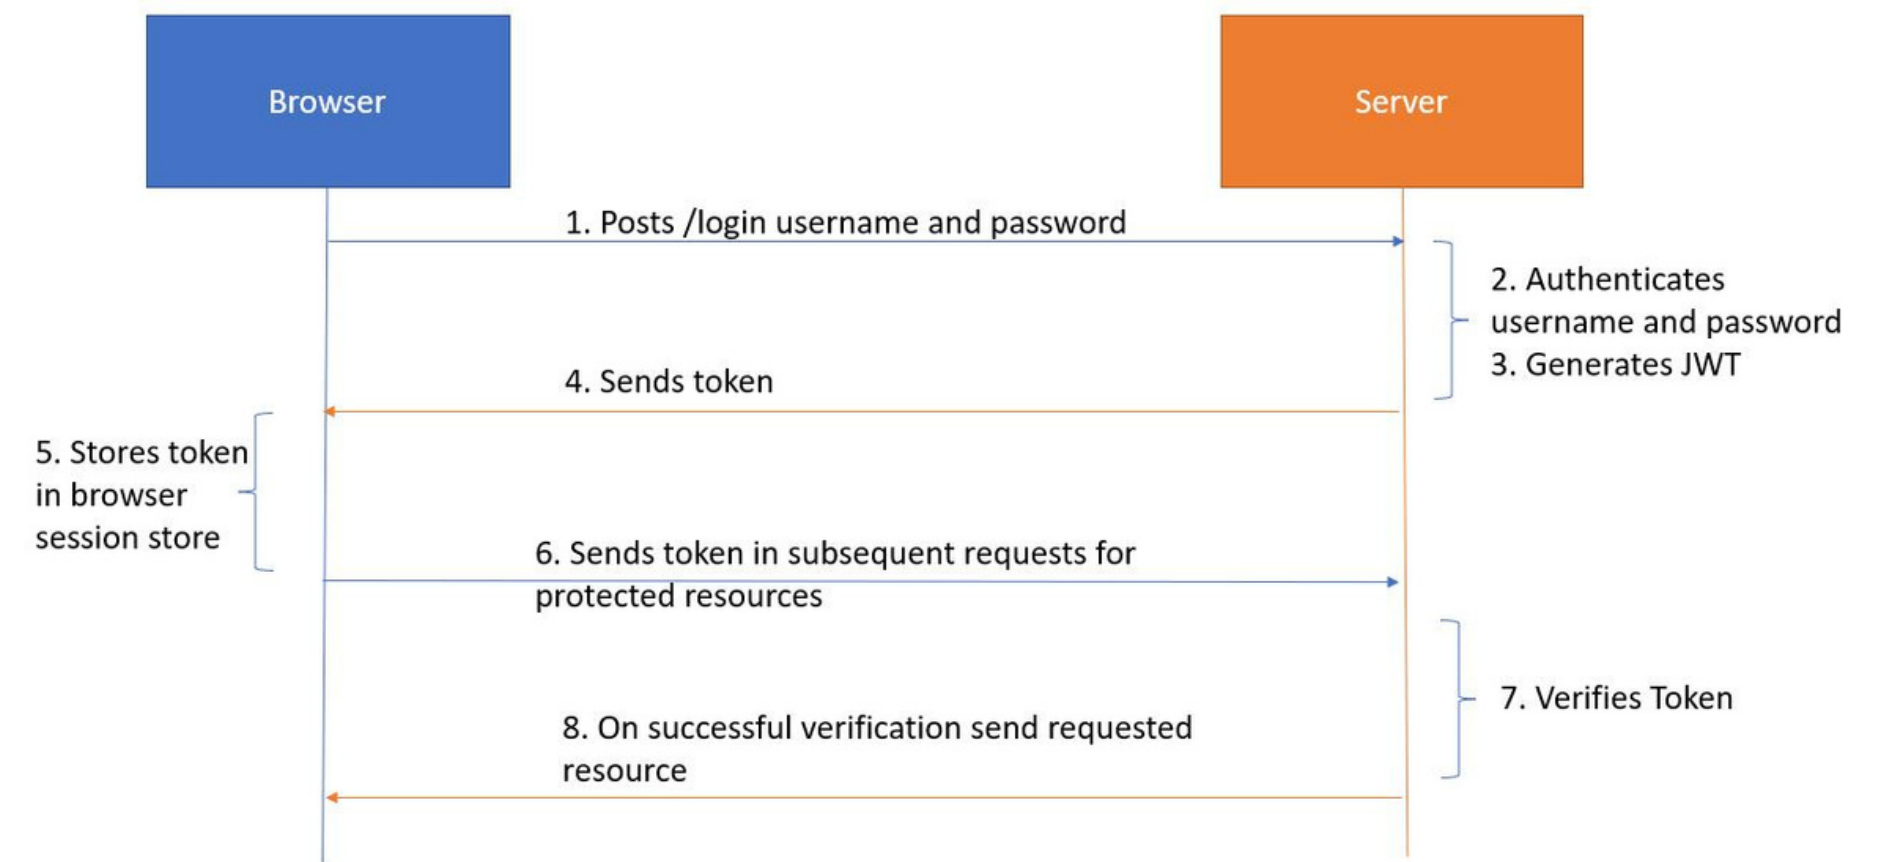 Browser
Server
1. Posts /login username and password
2. Authenticates
username and password
3. Generates JWT
4. Sends token
5. Stores token
in browser
session store
6. Sends token in subsequent requests for
protected resources
7. Verifies Token
8. On successful verification send requested
resource